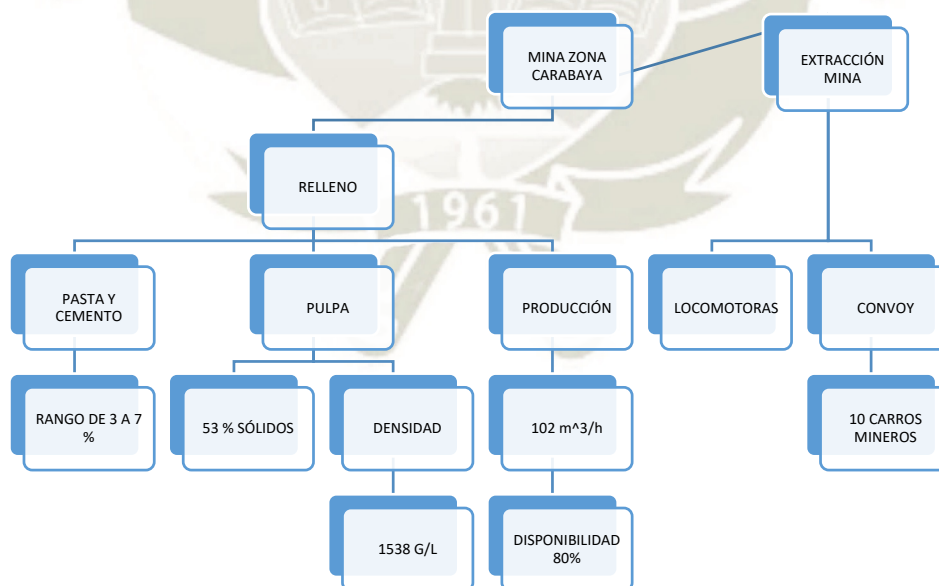 MINA ZONA
CARABAYA
EXTRACCIÓN
MINA
RELLENO
1961
PASTA Y
CEMENTO
PULPA
PRODUCCIÓN
LOCOMOTORAS
CONVOY
RANGO DE 3 A 7
%
53 % SÓLIDOS
DENSIDAD
102 m^3/h
10 CARROS
MINEROS
1538 G/L
DISPONIBILIDAD
80%